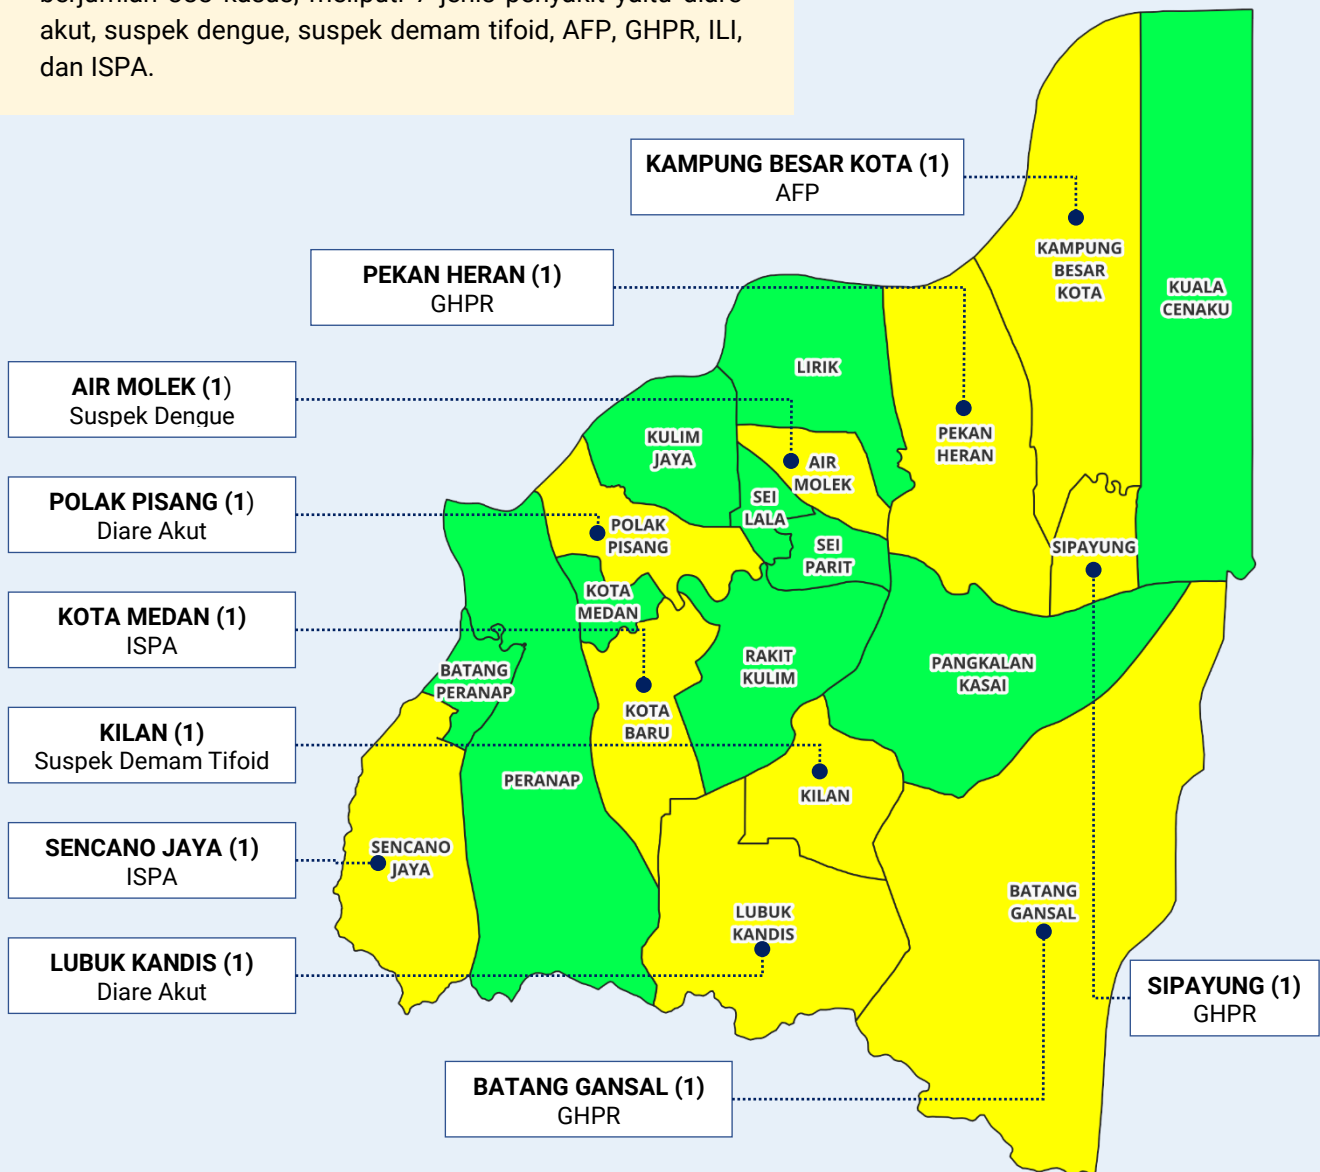 akut, suspek dengue, suspek demam tifoid, AFP, GHPR, ILI,
dan ISPA.
KAMPUNG BESAR KOTA (1)
AFP
PEKAN HERAN (1)
GHPR
AIR MOLEK (1)
Suspek Dengue
POLAK PISANG (1)
Diare Akut
KOTA MEDAN (1)
ISPA
KILAN (1)
Suspek Demam Tifoid
SENCANO JAYA (1)
ISPA
LUBUK KANDIS (1)
Diare Akut
BATANG GANSAL (1)
GHPR
SIPAYUNG (1)
GHPR
KAMPUNG
BESAR
KOTA
KUALA
CENAKU
LIRIK
PEKAN
HERAN
KULIM
JAYA
AIR
MOLEK
SEI
LALA
POLAK
PISANG
SEI
PARIT
SIPAYUNG
KOTA
MEDAN
RAKIT
KULIM
PANGKALAN
KASAI
BATANG
PERANAP
KOTA
BARU
PERANAP
KILAN
SENCANO
JAYA
LUBUK
KANDIS
BATANG
GANSAL